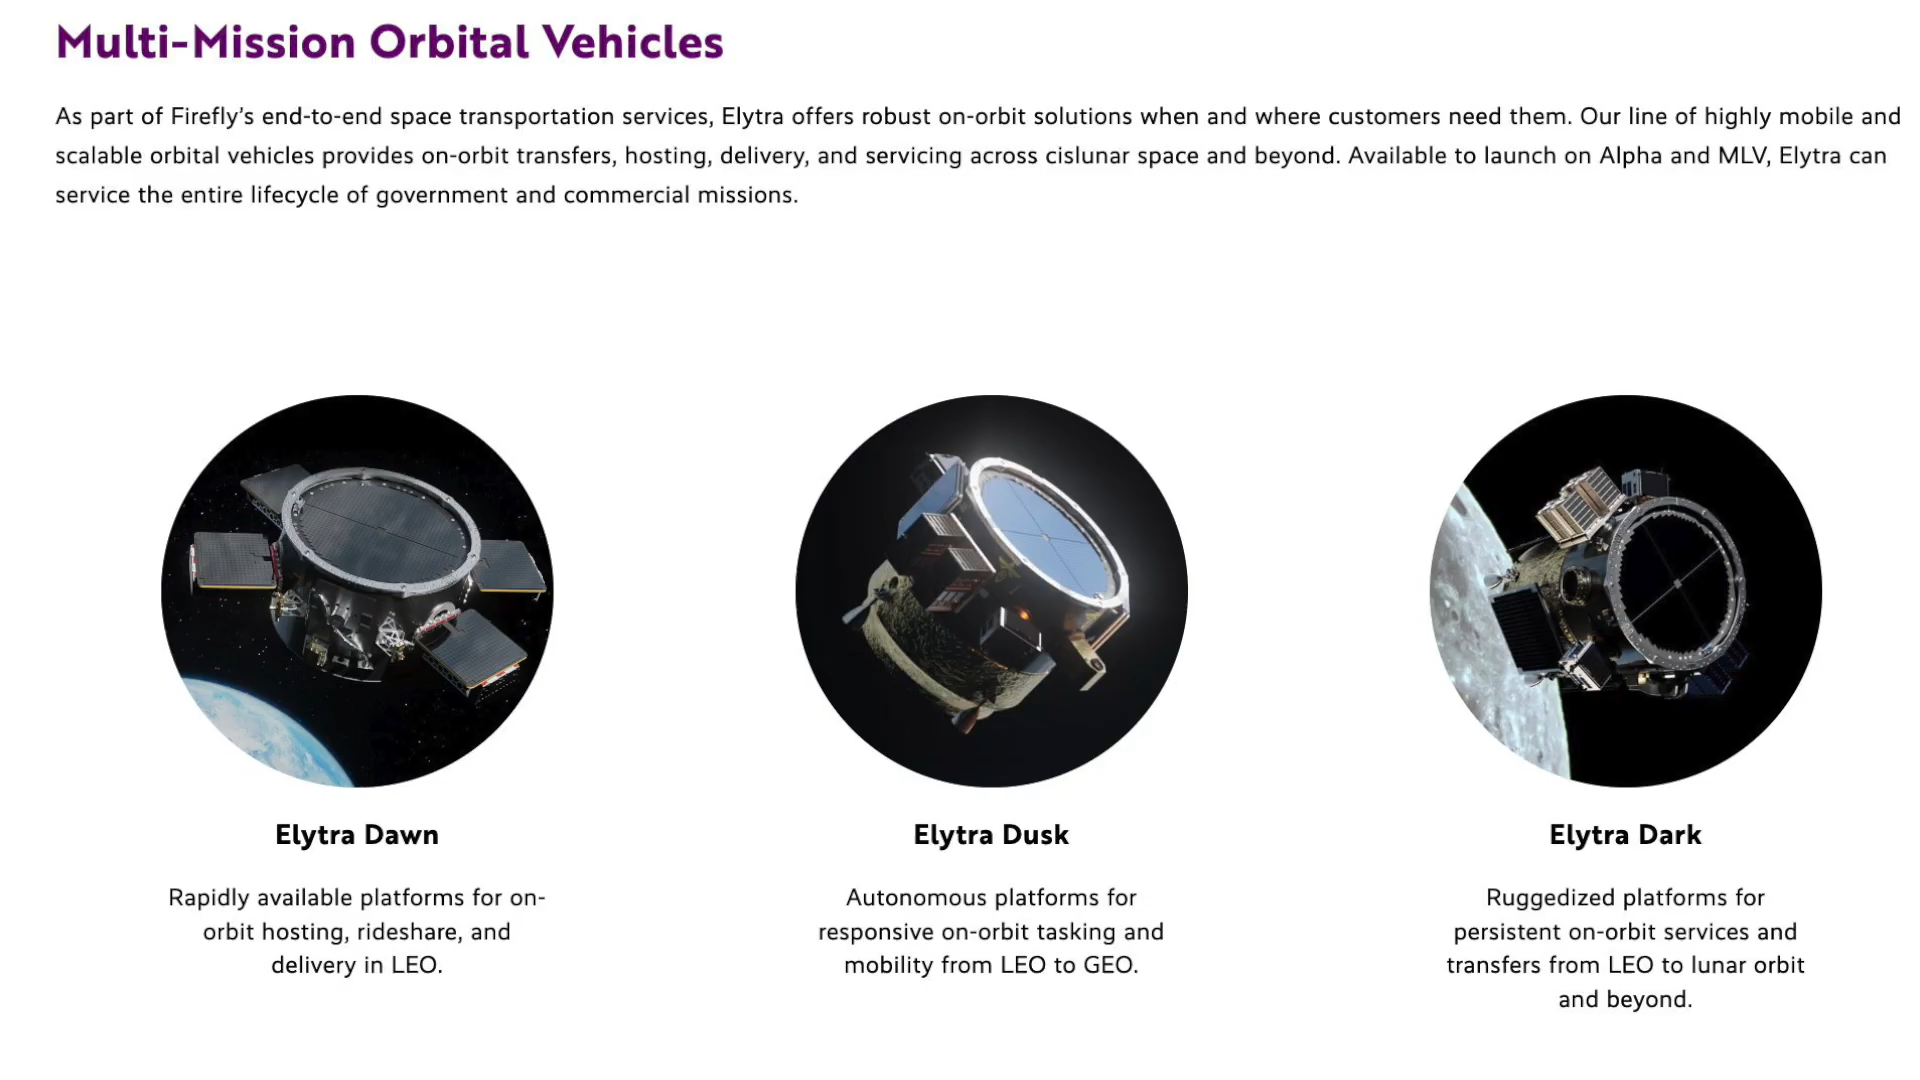 Multi-Mission Orbital Vehicles
As part of Firefly’s end-to-end space transportation services, Elytra offers robust on-orbit solutions when and where customers need them. Our line of highly mobile and
scalable orbital vehicles provides on-orbit transfers, hosting, delivery, and servicing across cislunar space and beyond. Available to launch on Alpha and MLV, Elytra can
service the entire lifecycle of government and commercial missions.
Elytra Dawn
Rapidly available platforms for on-
orbit hosting, rideshare, and
delivery in LEO.
Elytra Dusk
Autonomous platforms for
responsive on-orbit tasking and
mobility from LEO to GEO.
Elytra Dark
Ruggedized platforms for
persistent on-orbit services and
transfers from LEO to lunar orbit
and beyond.